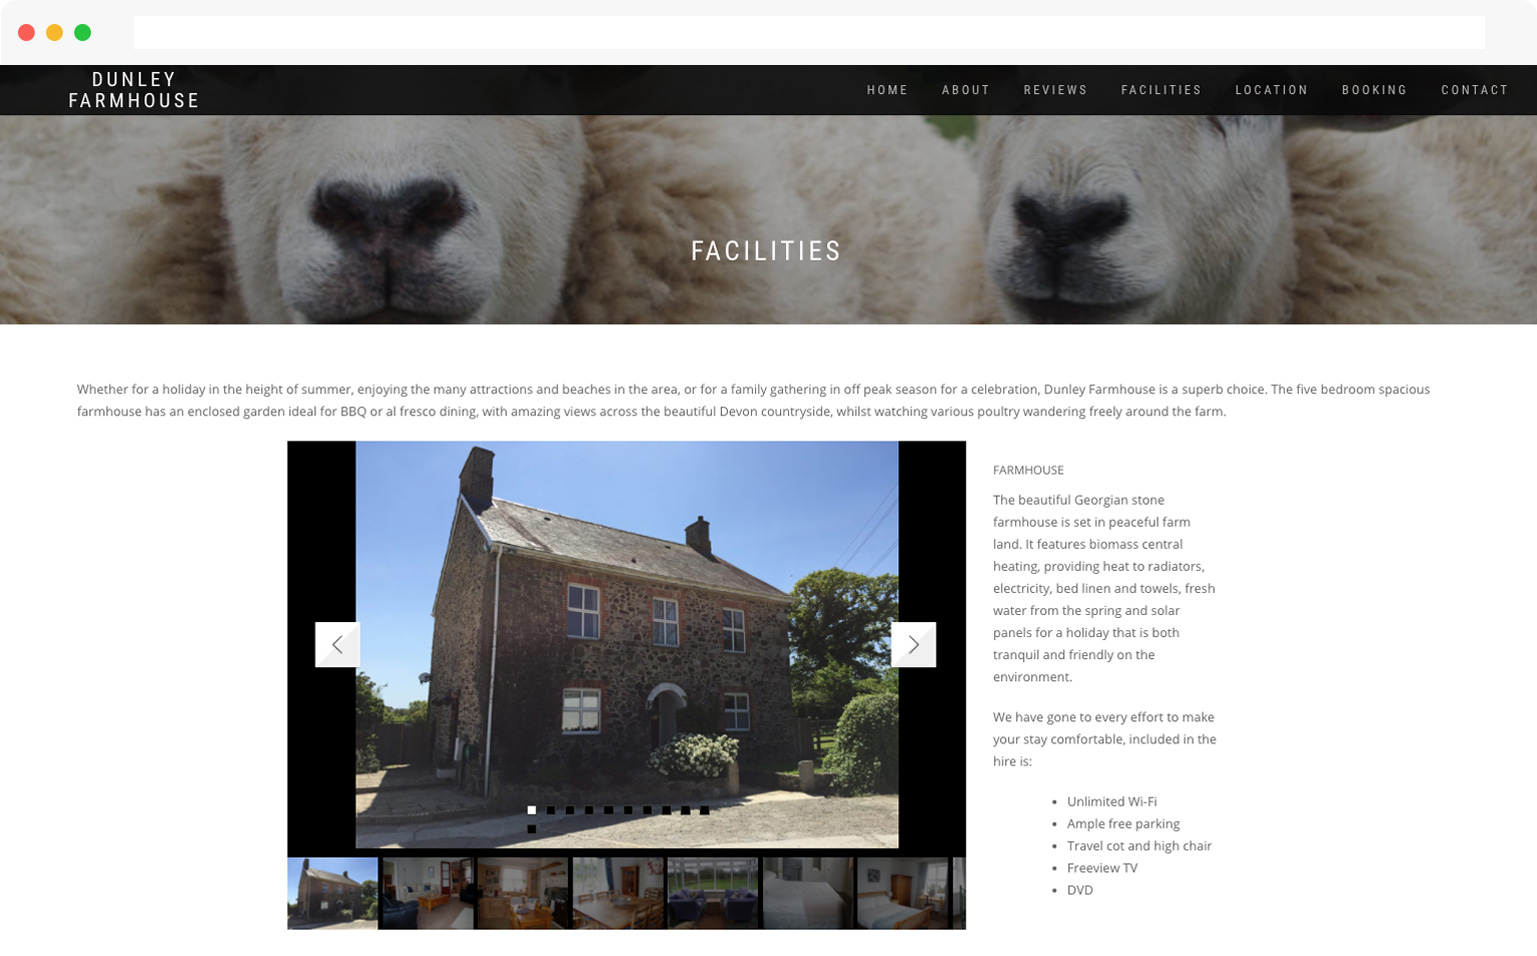 DUNLEY
FARMHOUSE
HOME ABOUT REVIEWS FACILITIES LOCATION BOOKING CONTACT
FACILITIES
Whether for a holiday in the height of summer, enjoying the many attractions and beaches in the area, or for a family gathering in off peak season for a celebration, Dunley Farmhouse is a superb choice. The five bedroom spacious
farmhouse has an enclosed garden ideal for BBQ or al fresco dining, with amazing views across the beautiful Devon countryside, whilst watching various poultry wandering freely around the farm.
FARMHOUSE
The beautiful Georgian stone
farmhouse is set in peaceful farm
land. It features biomass central
heating, providing heat to radiators,
electricity, bed linen and towels, fresh
water from the spring and solar
panels for a holiday that is both
tranquil and friendly on the
environment.
We have gone to every effort to make
your stay comfortable, included in the
hire is:
• Unlimited Wi-Fi
• Ample free parking
• Travel cot and high chair
• Freeview TV
• DVD